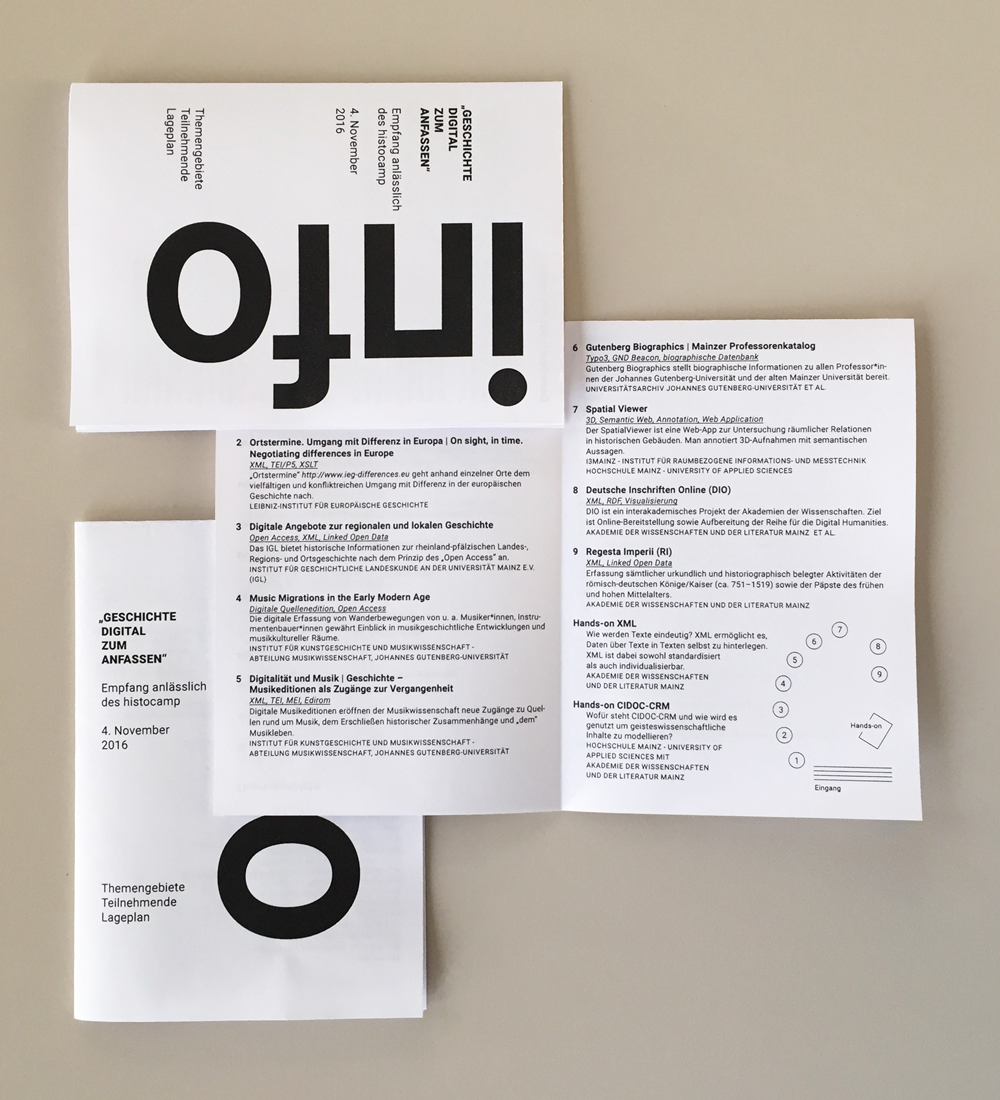 „GESCHICHTE
DIGITAL
ZUM
ANFASSEN“
Empfang anlässlich
des histocamp
4. November
2016
Themengebiete
Teilnehmende
Lageplan
info
2 Ortstermine. Umgang mit Differenz in Europa | On sight, in time.
Negotiating differences in Europe
XML, TEI/P5, XSLT
„Ortstermine“ http://www.ieg-differences.eu geht anhand einzelner Orte dem
vielfältigen und konfliktreichen Umgang mit Differenz in der europäischen
Geschichte nach.
LEIBNIZ-INSTITUT FÜR EUROPÄISCHE GESCHICHTE
3 Digitale Angebote zur regionalen und lokalen Geschichte
Open Access, XML, Linked Open Data
Das IGL bietet historische Informationen zur rheinland-pfälzischen Landes-,
Regions- und Ortsgeschichte nach dem Prinzip des „Open Access“ an.
INSTITUT FÜR GESCHICHTLICHE LANDESKUNDE AN DER UNIVERSITÄT MAINZ E.V.
(IGL)
4 Music Migrations in the Early Modern Age
Digitale Quellenedition, Open Access
Die digitale Erfassung von Wanderbewegungen von u. a. Musiker*innen, Instru-
mentenbauer*innen gewährt Einblick in musikgeschichtliche Entwicklungen und
musikkultureller Räume.
INSTITUT FÜR KUNSTGESCHICHTE UND MUSIKWISSENSCHAFT -
ABTEILUNG MUSIKWISSENSCHAFT, JOHANNES GUTENBERG-UNIVERSITÄT
5 Digitalität und Musik | Geschichte –
Musikeditionen als Zugänge zur Vergangenheit
XML, TEI, MEI, Edirom
Digitale Musikeditionen eröffnen der Musikwissenschaft neue Zugänge zu Quel-
len rund um Musik, dem Erschließen historischer Zusammenhänge und „dem“
Musikleben.
INSTITUT FÜR KUNSTGESCHICHTE UND MUSIKWISSENSCHAFT -
ABTEILUNG MUSIKWISSENSCHAFT, JOHANNES GUTENBERG-UNIVERSITÄT
6 Gutenberg Biographics | Mainzer Professorenkatalog
Typo3, GND Beacon, biographische Datenbank
Gutenberg Biographics stellt biographische Informationen zu allen Professor*in-
nen der Johannes Gutenberg-Universität und der alten Mainzer Universität bereit.
UNIVERSITÄTSARCHIV JOHANNES GUTENBERG-UNIVERSITÄT ET AL.
7 Spatial Viewer
3D, Semantic Web, Annotation, Web Application
Der SpatialViewer ist eine Web-App zur Untersuchung räumlicher Relationen
in historischen Gebäuden. Man annotiert 3D-Aufnahmen mit semantischen
Aussagen.
I3MAINZ - INSTITUT FÜR RAUMBEZOGENE INFORMATIONS- UND MESSTECHNIK
HOCHSCHULE MAINZ - UNIVERSITY OF APPLIED SCIENCES
8 Deutsche Inschriften Online (DIO)
XML, RDF, Visualisierung
DIO ist ein interakademisches Projekt der Akademien der Wissenschaften. Ziel
ist Online-Bereitstellung sowie Aufbereitung der Reihe für die Digital Humanities.
AKADEMIE DER WISSENSCHAFTEN UND DER LITERATUR MAINZ ET AL.
9 Regesta Imperii (RI)
XML, Linked Open Data
Erfassung sämtlicher urkundlich und historiographisch belegter Aktivitäten der
römisch-deutschen Könige/Kaiser (ca. 751–1519) sowie der Päpste des frühen
und hohen Mittelalters.
AKADEMIE DER WISSENSCHAFTEN UND DER LITERATUR MAINZ
Hands-on XML
Wie werden Texte eindeutig? XML ermöglicht es,
Daten über Texte in Texten selbst zu hinterlegen.
XML ist dabei sowohl standardisiert
als auch individualisierbar.
AKADEMIE DER WISSENSCHAFTEN
UND DER LITERATUR MAINZ
Hands-on CIDOC-CRM
Wofür steht CIDOC-CRM und wie wird es
genutzt um geisteswissenschaftliche
Inhalte zu modellieren?
HOCHSCHULE MAINZ - UNIVERSITY OF
APPLIED SCIENCES MIT
AKADEMIE DER WISSENSCHAFTEN
UND DER LITERATUR MAINZ
7
6
8
5
9
4
3
Hands-on
2
1
Eingang
„GESCHICHTE
DIGITAL
ZUM
ANFASSEN“
Empfang anlässlich
des histocamp
4. November
2016
Themengebiete
Teilnehmende
Lageplan
o